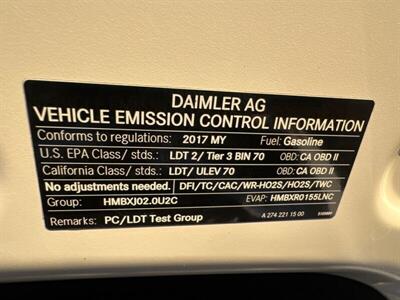 DAIMLER AG
VEHICLE EMISSION CONTROL INFORMATION
Conforms to regulations: 2017 MY Fuel: Gasoline
U.S. EPA Class/ stds.: LDT 2/ Tier 3 BIN 70 OBD: CA OBD II
California Class/ stds.: LDT/ ULEV 70 OBD: CA OBD II
No adjustments needed. DFI/TC/CAC/WR-HO2S/HO2S/TWC
Group: HMBXJ02.0U2C EVAP: HMBXR0155LNC
Remarks: PC/LDT Test Group A 274 221 15 00